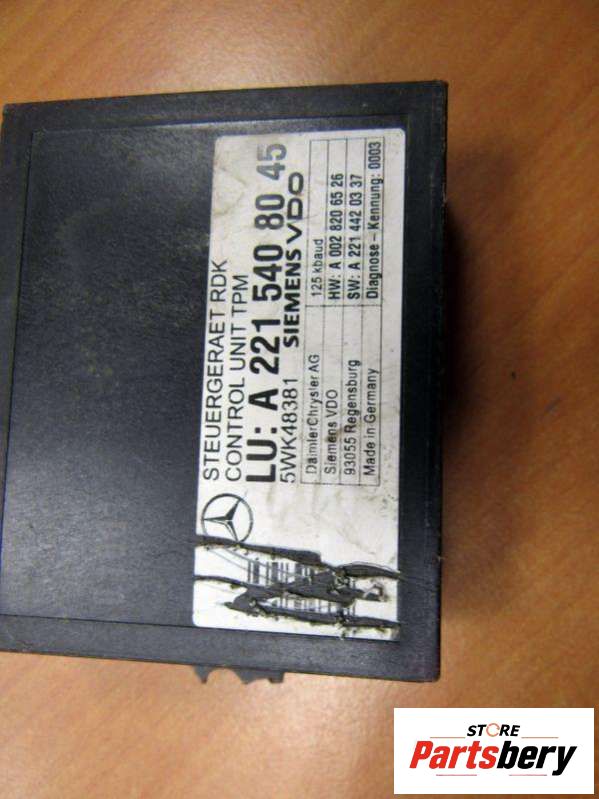 STEUERGERAET RDK
CONTROL UNIT TPM
LU: A 221 540 80 45
5WK48381 SIEMENS VDO
DaimlerChrysler AG
Siemens VDO
93055 Regensburg
Made in Germany
125 kbaud
HW: A 002 820 65 26
SW: A 221 442 03 37
Diagnose - Kennung: 0003
STORE
Partsbery